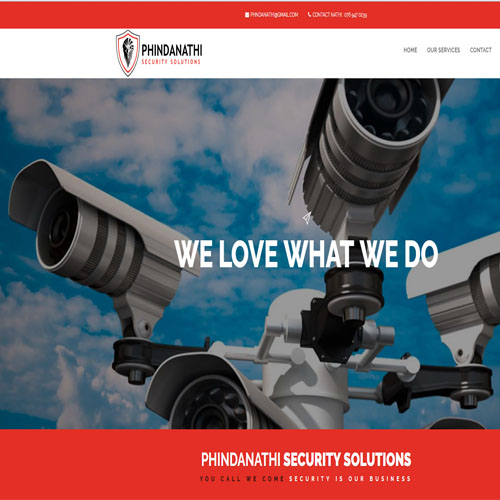 PHINDANATHI@GMAIL.COM CONTACT NATHI: 076 947 0239
PHINDANATHI
SECURITY SOLUTIONS
HOME OUR SERVICES CONTACT
WE LOVE WHAT WE DO
PHINDANATHI SECURITY SOLUTIONS
YOU CALL WE COME SECURITY IS OUR BUSINESS